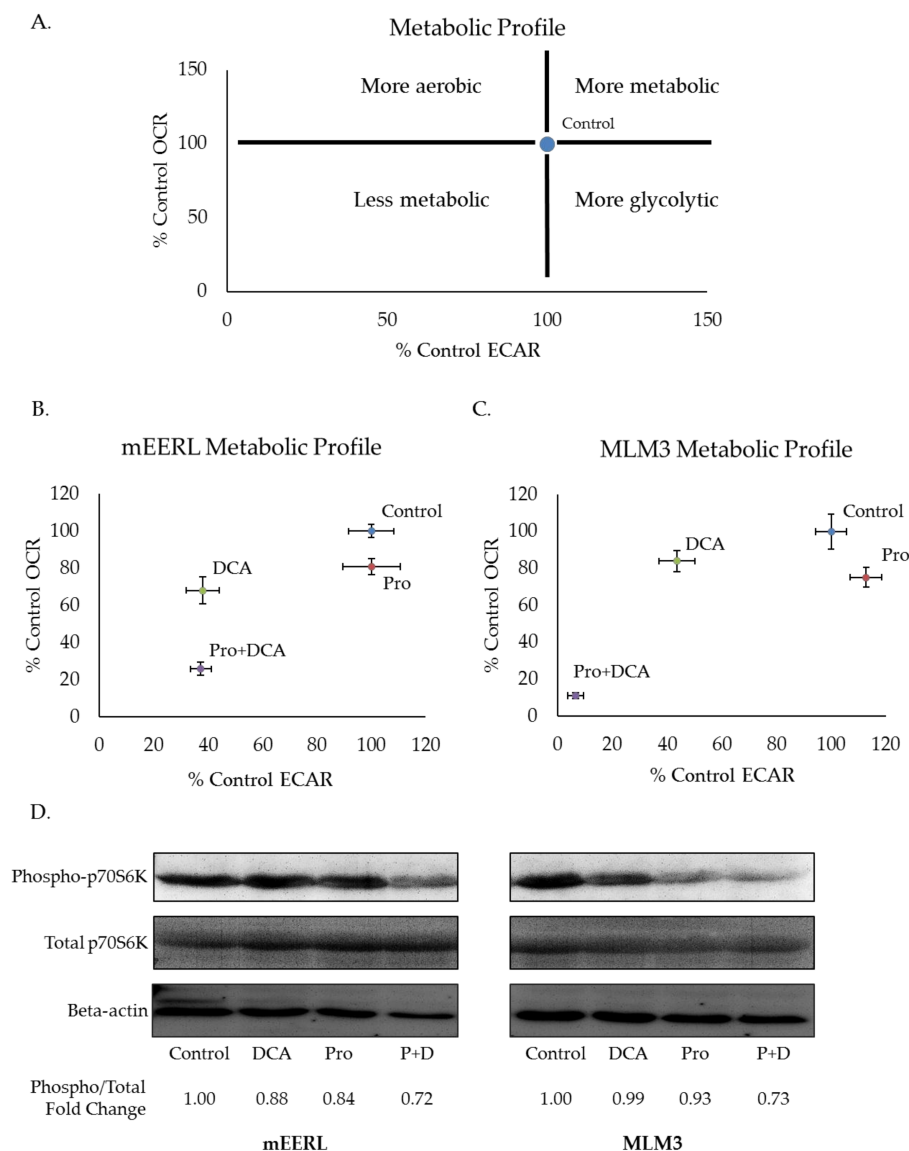 A.
Metabolic Profile
150
More aerobic
More metabolic
Control
100
% Control OCR
Less metabolic
More glycolytic
50
0
0 50 100 150
% Control ECAR
B.
mEERL Metabolic Profile
120
100
80
60
40
20
0
% Control OCR
Control
Pro
DCA
Pro+DCA
0 20 40 60 80 100 120
% Control ECAR
C.
MLM3 Metabolic Profile
120
100
80
60
40
20
0
% Control OCR
Control
Pro
DCA
Pro+DCA
0 20 40 60 80 100 120
% Control ECAR
D.
Phospho-p70S6K
Total p70S6K
Beta-actin
Control DCA Pro P+D Control DCA Pro P+D
Phospho/Total
Fold Change
1.00 0.88 0.84 0.72 1.00 0.99 0.93 0.73
mEERL MLM3